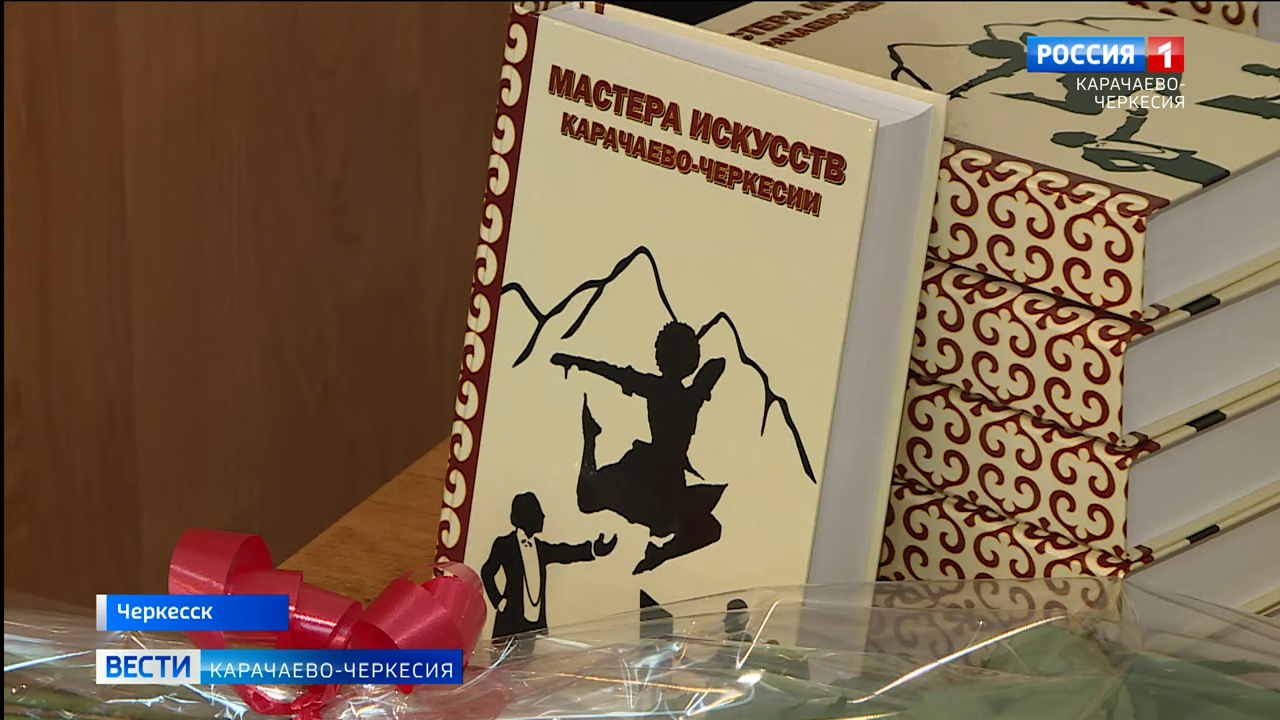 МАСТЕРА ИСКУССТВ
КАРАЧАЕВО-ЧЕРКЕСИИ
РОССИЯ 1
КАРАЧАЕВО-
ЧЕРКЕСИЯ
Черкесск
ВЕСТИ КАРАЧАЕВО-ЧЕРКЕСИЯ